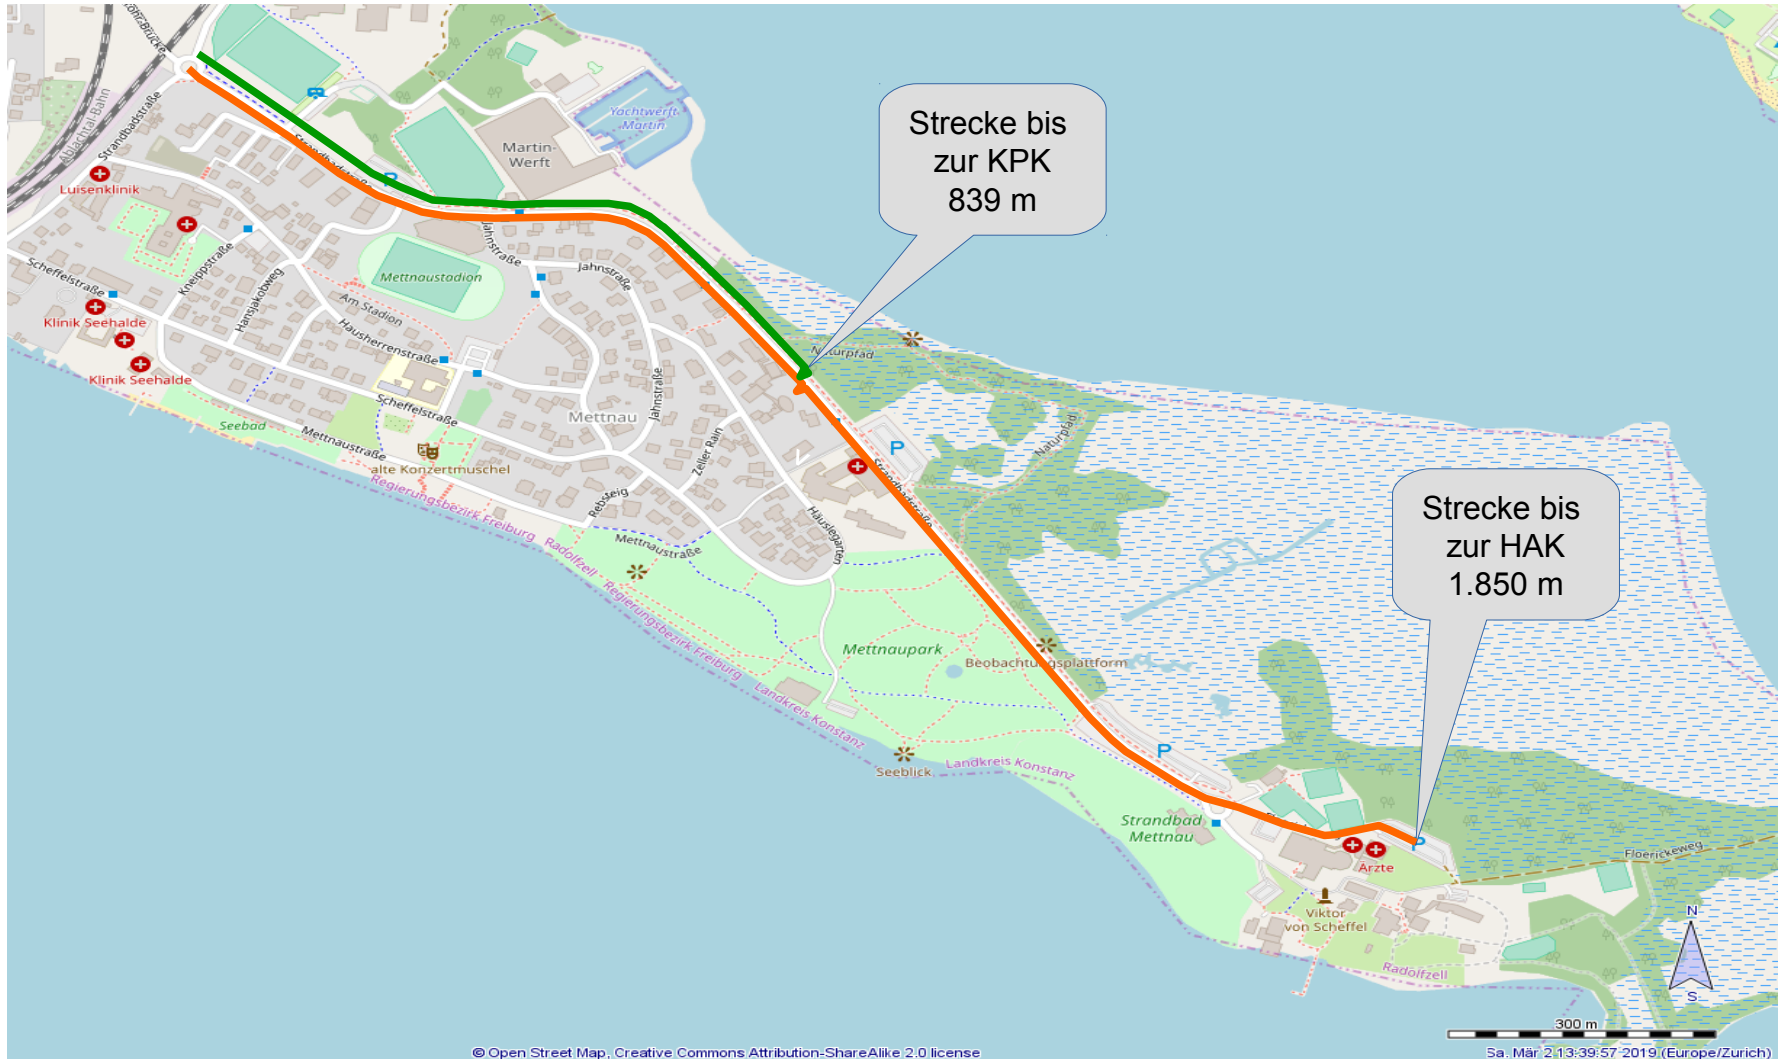 Strandbadstraße
Ablachtal-Bahn
Luisenklinik
Strandbadstraße
P
Martin-
Werft
Yachtwerft
Martin
Strecke bis
zur KPK
839 m
Scheffelstraße
Kneippstraße
Hansjakobweg
Klinik Seehalde
Klinik Seehalde
Am Stadion
Mettnaustadion
Hausherrenstraße
Jahnstraße
Jahnstraße
Jahnstraße
Naturpfad
Naturpfad
Scheffelstraße
Mettnau
Seebad
Mettnaustraße
alte Konzertmuschel
Zeller Rain
Rebsteig
Häuslegarten
P
Strandbadstraße
Strecke bis
zur HAK
1.850 m
Regierungsbezirk Freiburg
Radolfzell
Regierungsbezirk Freiburg
Landkreis Konstanz
Mettnaustraße
Mettnaupark
Beobachtungsplattform
Seeblick
Landkreis Konstanz
P
Strandbad
Mettnau
P
Ärzte
Floerickeweg
Viktor
von Scheffel
Radolfzell
N
S
300 m
© Open Street Map, Creative Commons Attribution-ShareAlike 2.0 license
Sa. Mär 2 13:39:57 2019 (Europe/Zurich)